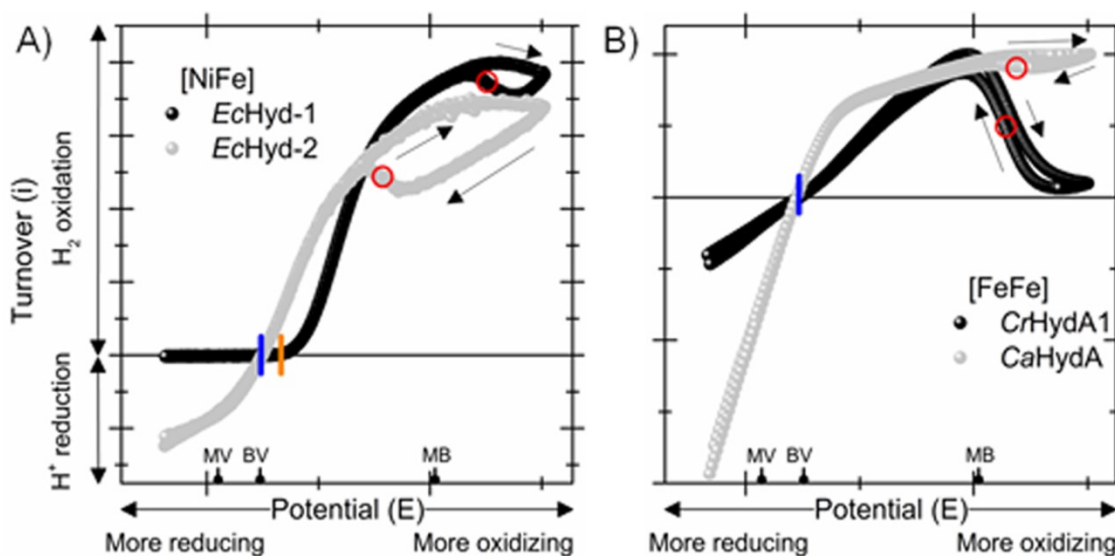 A)
[NiFe]
EcHyd-1
EcHyd-2
Turnover (i)
H₂ oxidation
H⁺ reduction
MV BV MB
Potential (E)
More reducing More oxidizing
B)
[FeFe]
CrHydA1
CaHydA
MV BV MB
Potential (E)
More reducing More oxidizing